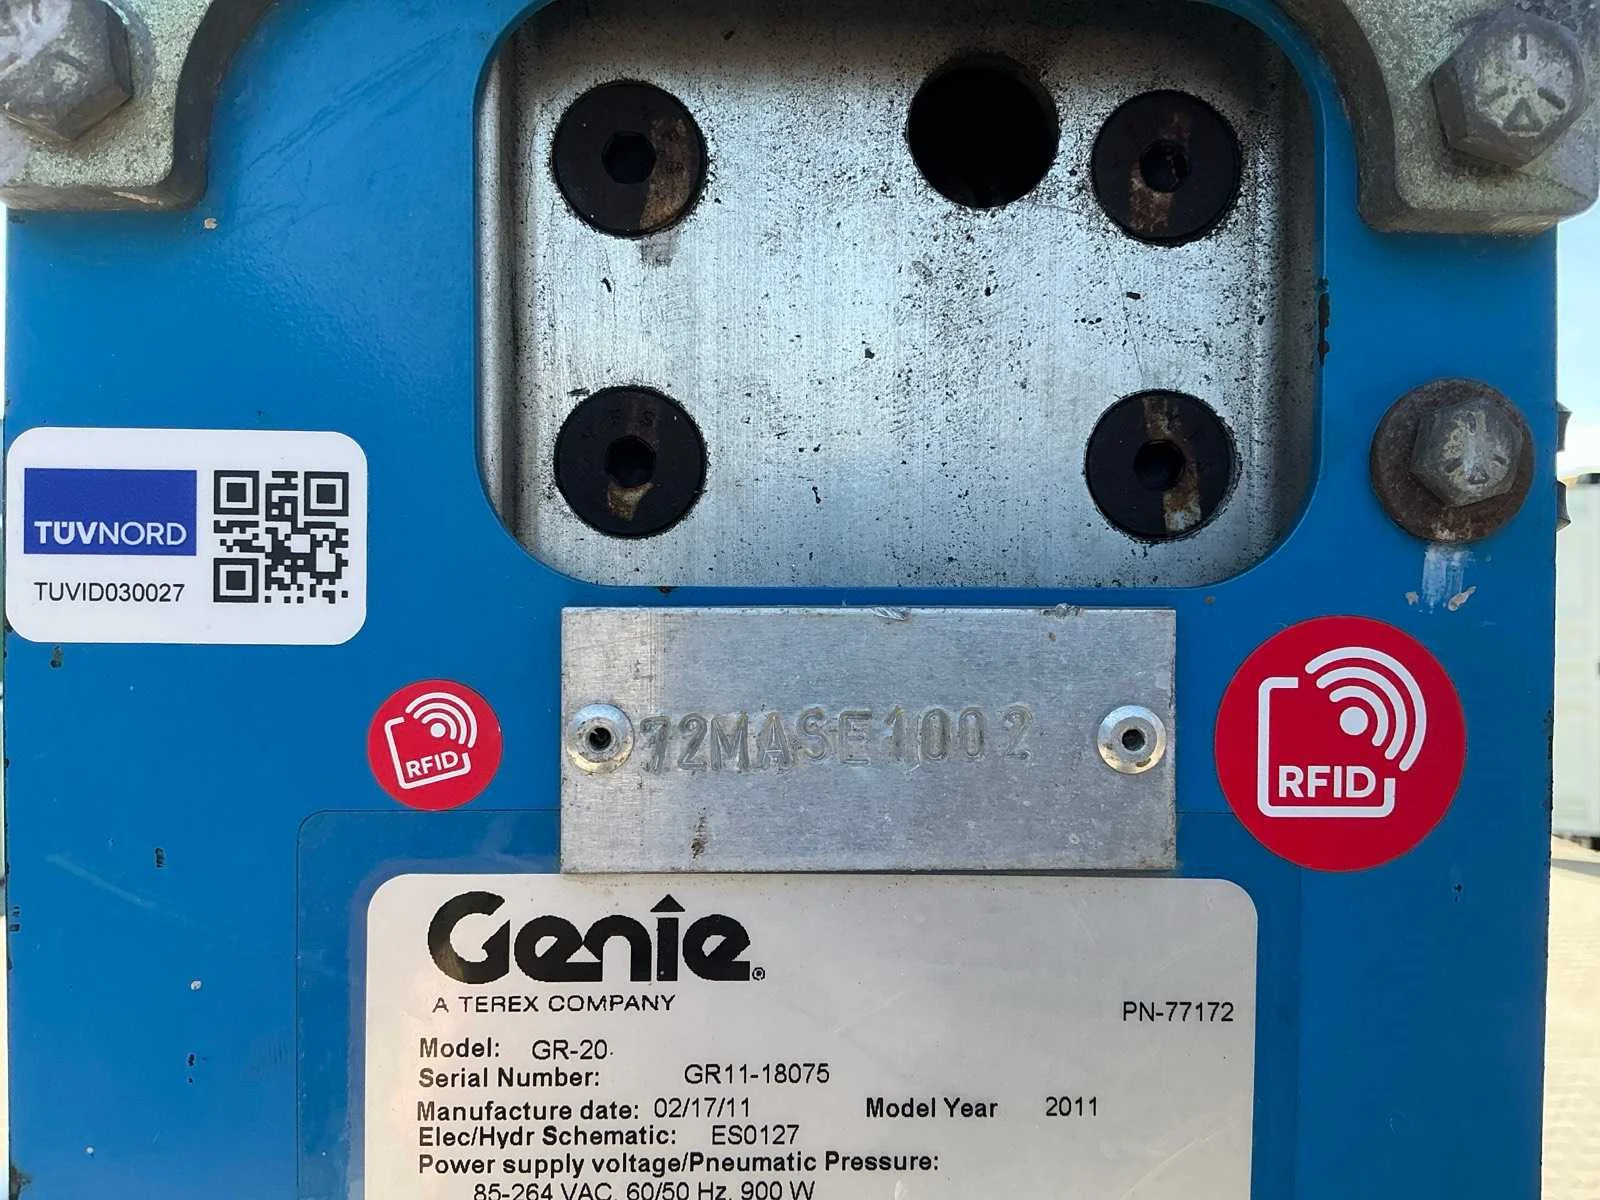 TÜVNORD
TUVID030027
72MASE1002
RFID
RFID
Genie®
A TEREX COMPANY
PN-77172
Model: GR-20
Serial Number: GR11-18075
Manufacture date: 02/17/11 Model Year 2011
Elec/Hydr Schematic: ES0127
Power supply voltage/Pneumatic Pressure:
85-264 VAC, 60/50 Hz, 900 W